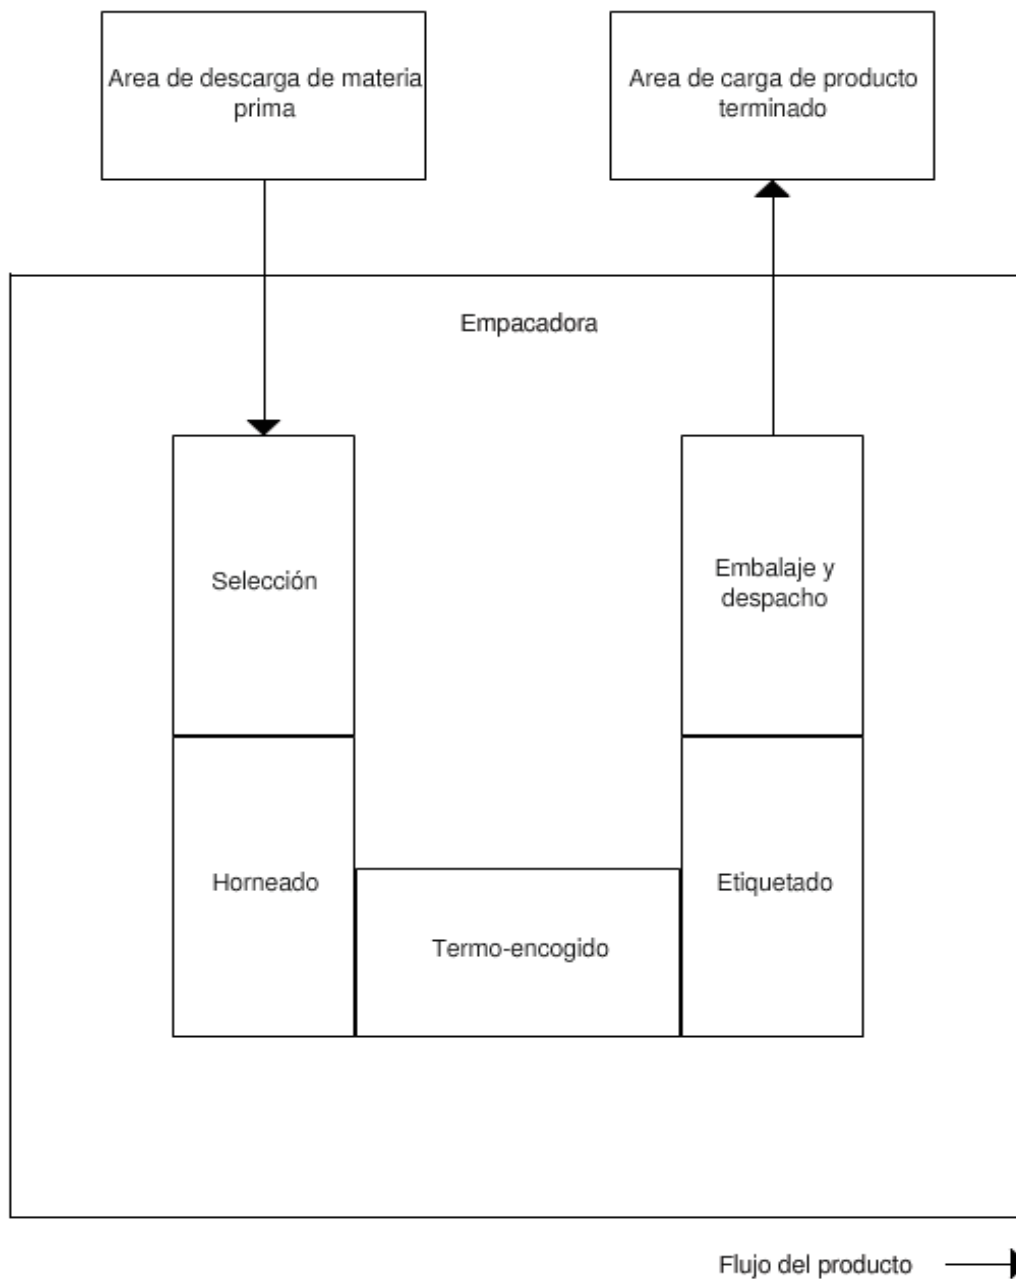 Area de descarga de materia
prima
Area de carga de producto
terminado
Empacadora
Selección
Embalaje y
despacho
Horneado
Etiquetado
Termo-encogido
Flujo del producto